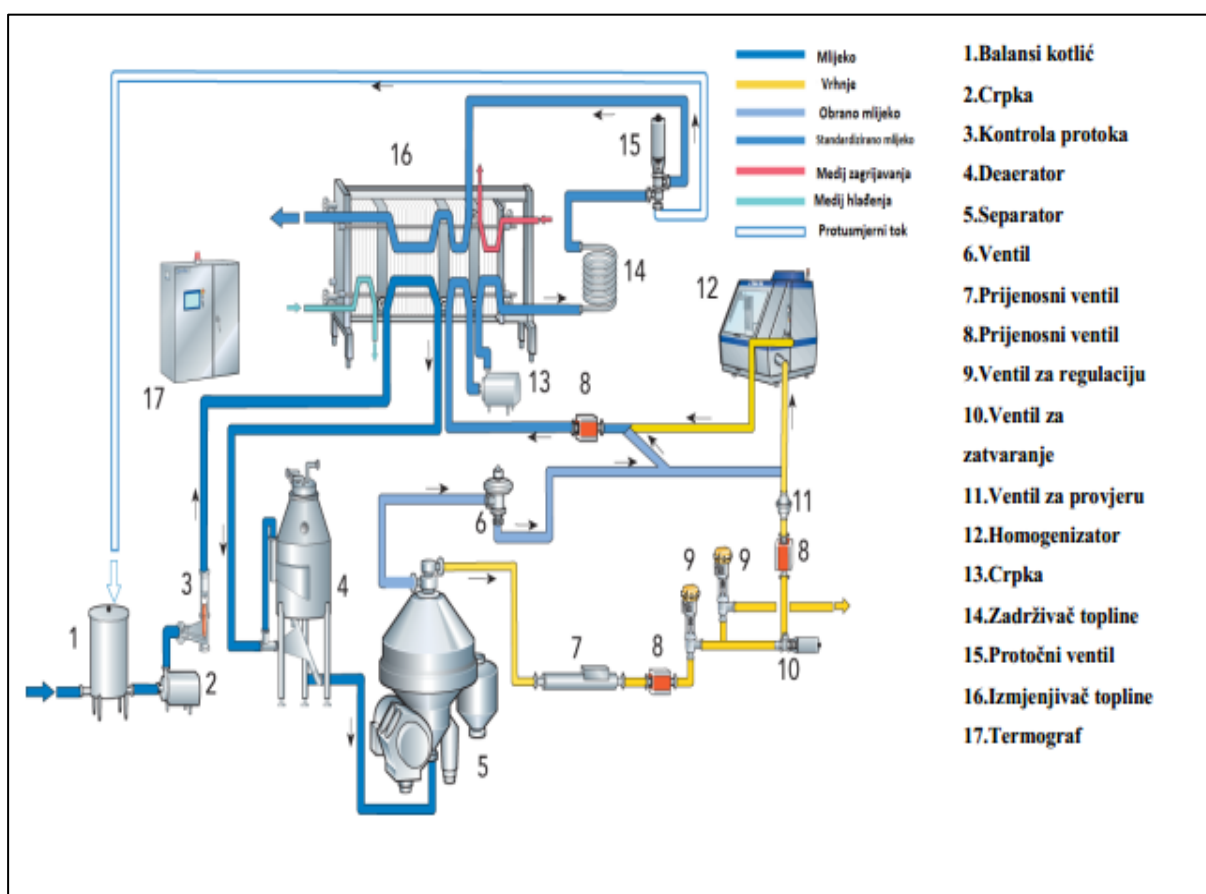 Mlijeko
Vrhnje
Obrano mlijeko
Standardizirano mlijeko
Medij zagrijavanja
Medij hlađenja
Protusmjerni tok
1.Balansi kotlić
2.Crpka
3.Kontrola protoka
4.Deaerator
5.Separator
6.Ventil
7.Prijenosni ventil
8.Prijenosni ventil
9.Ventil za regulaciju
10.Ventil za
zatvaranje
11.Ventil za provjeru
12.Homogenizator
13.Crpka
14.Zadrživač topline
15.Protočni ventil
16.Izmjenjivač topline
17.Termograf
16
15
14
12
17
13
8
3
4
6
11
9
9
8
1
2
7
8
10
5